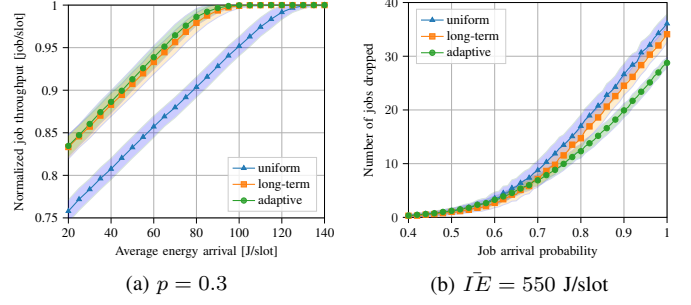 Normalized job throughput [job/slot]
1
0.95
0.9
0.85
0.8
0.75
20 40 60 80 100 120 140
Average energy arrival [J/slot]
uniform
long-term
adaptive
(a) p = 0.3
Number of jobs dropped
40
30
20
10
0
0.4 0.5 0.6 0.7 0.8 0.9 1
Job arrival probability
uniform
long-term
adaptive
(b) IĒ = 550 J/slot